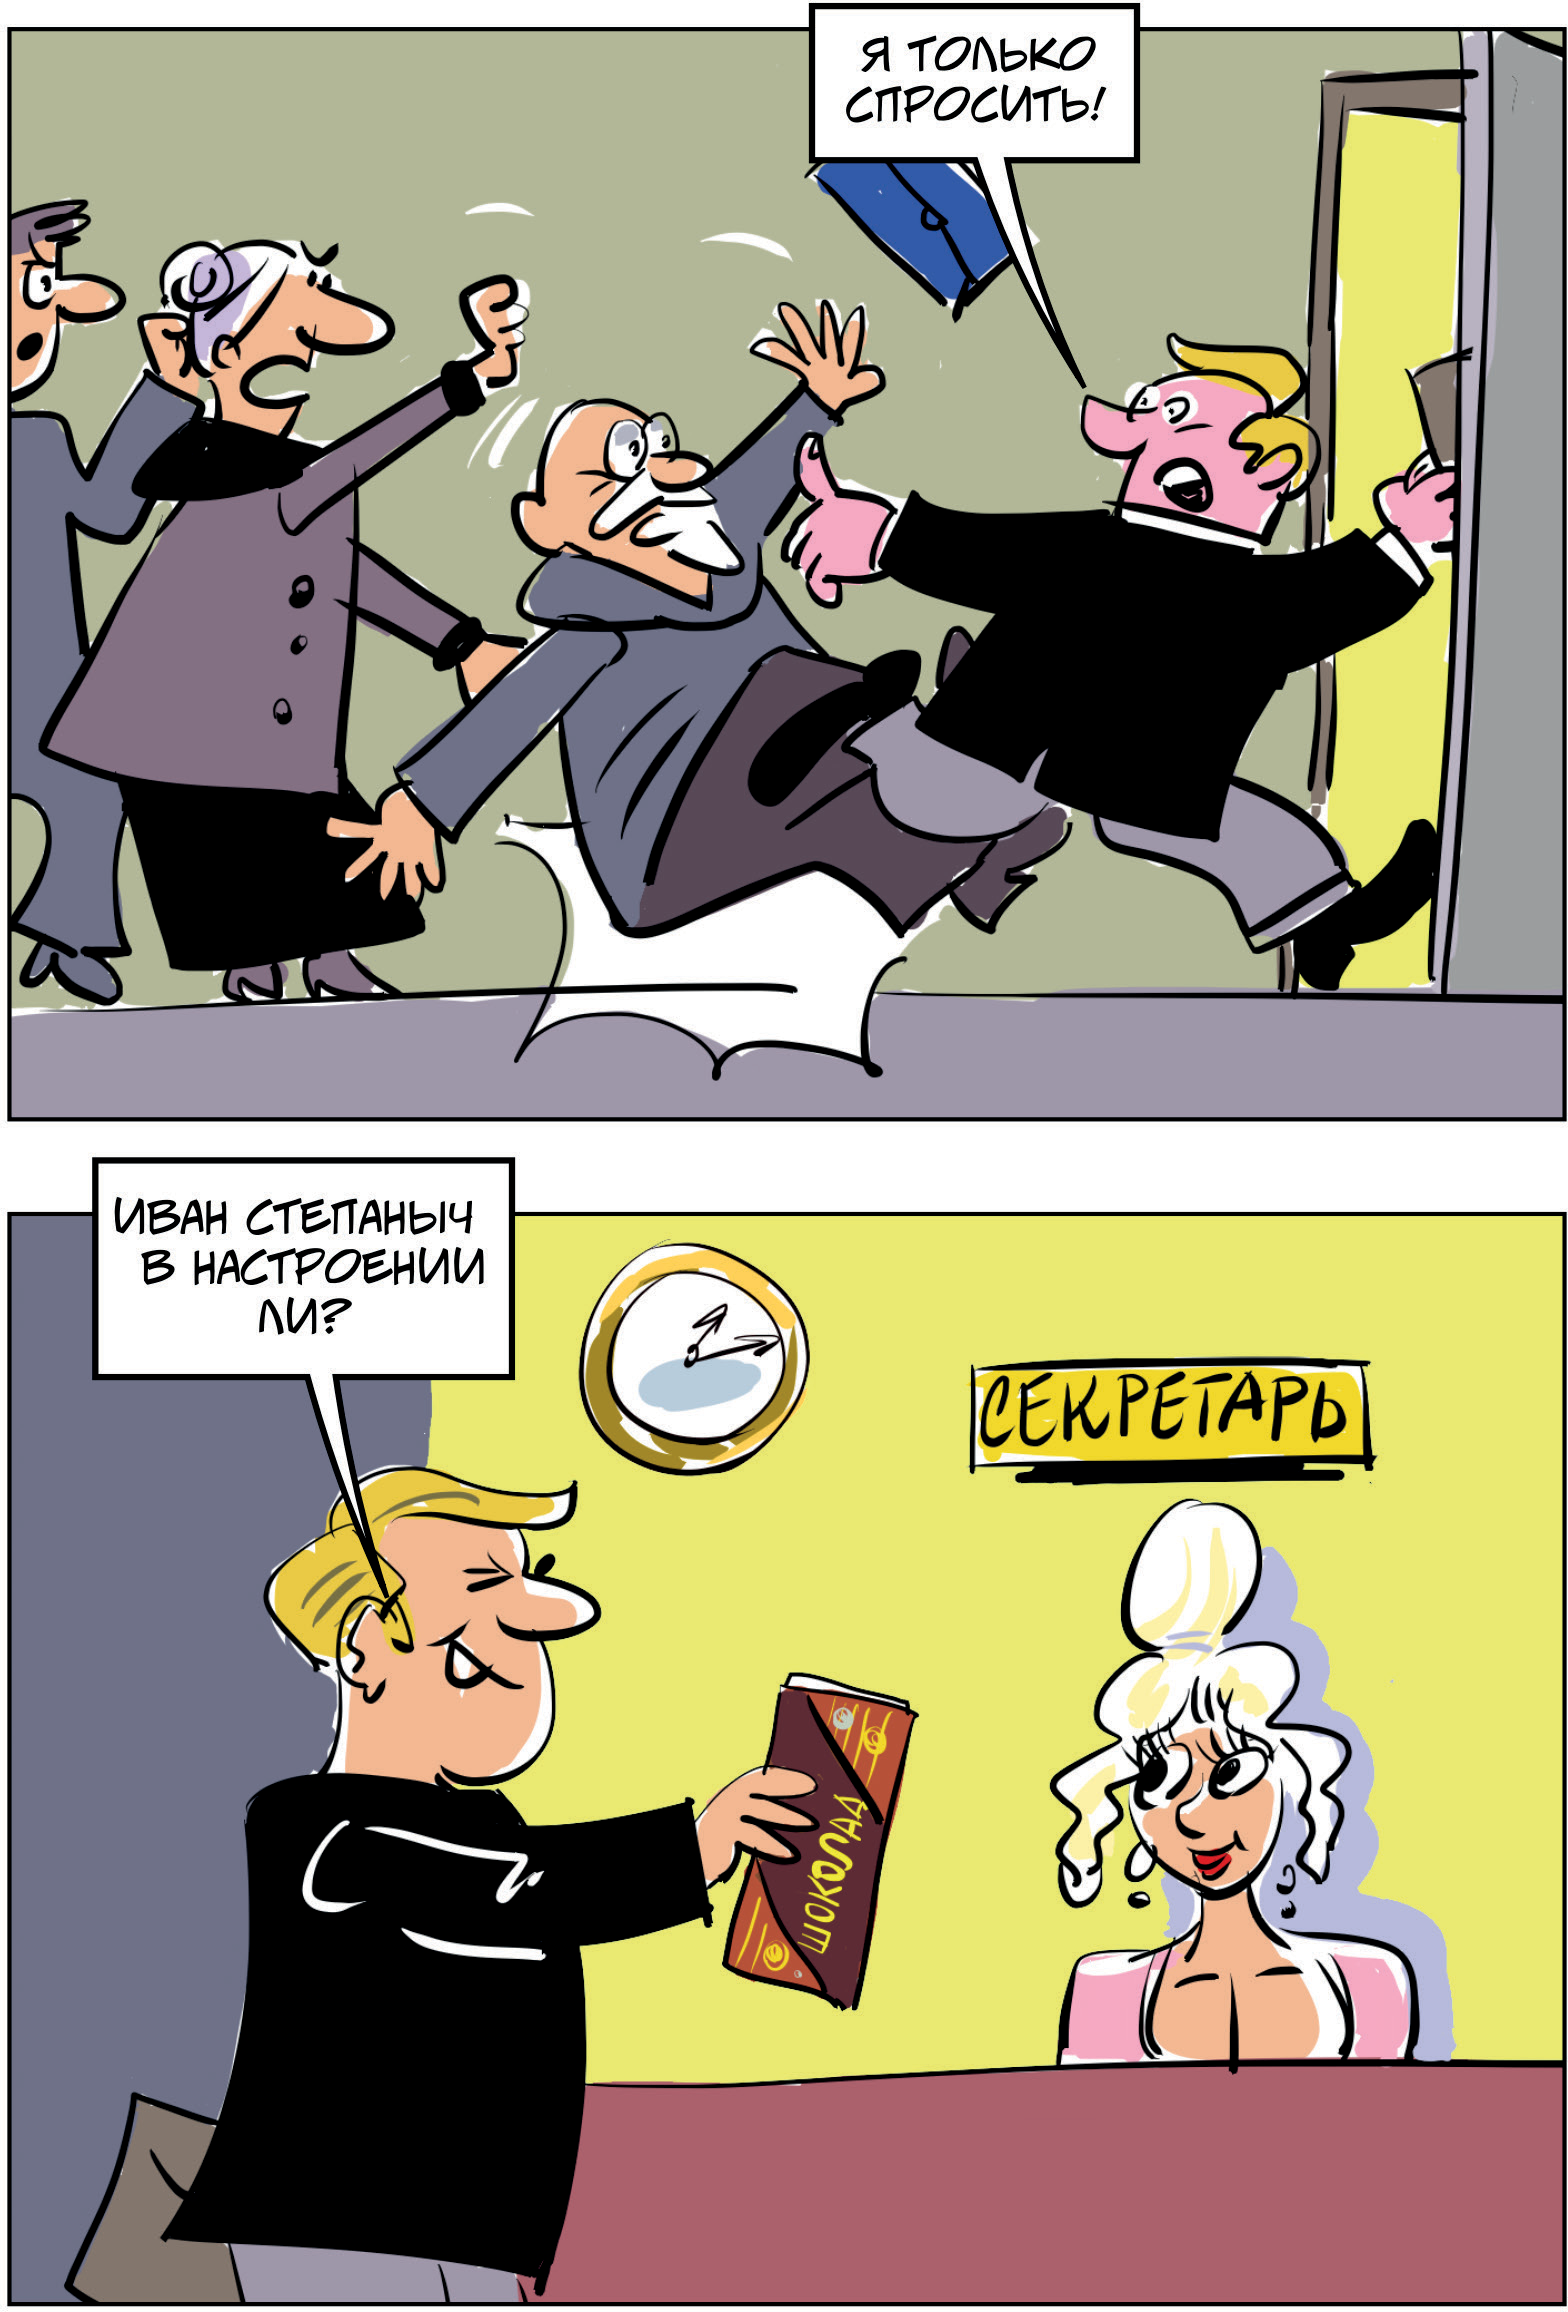 Я ТОЛЬКО
СПРОСИТЬ!
ИВАН СТЕПАНЫЧ
В НАСТРОЕНИИ
ЛИ?
СЕКРЕТАРЬ
ШОКОЛАД